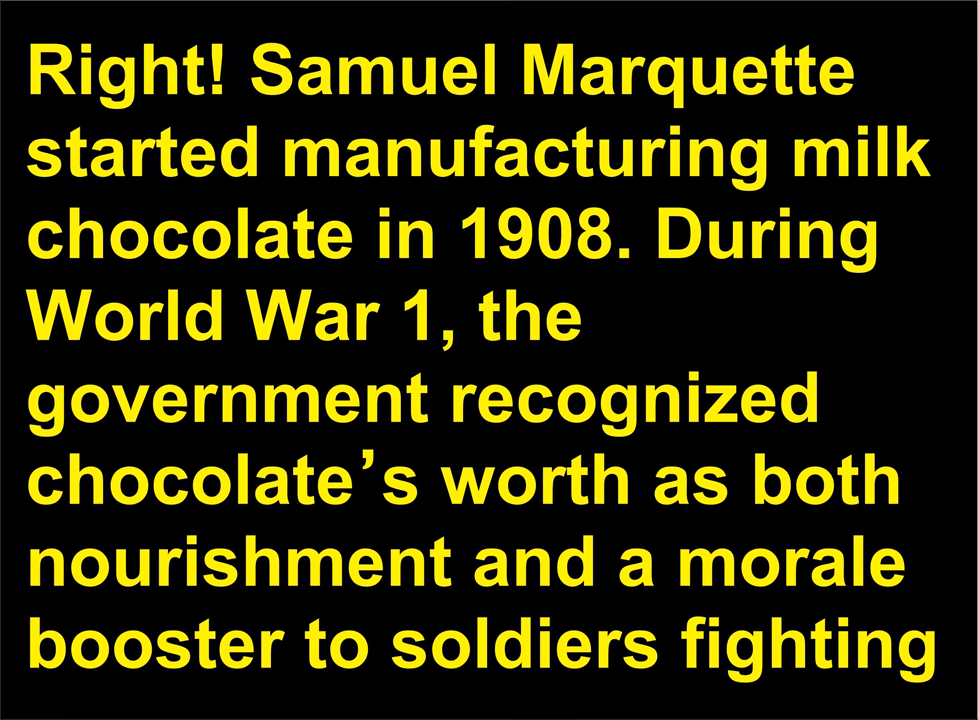 Right! Samuel Marquette
started manufacturing milk
chocolate in 1908. During
World War 1, the
government recognized
chocolate’s worth as both
nourishment and a morale
booster to soldiers fighting